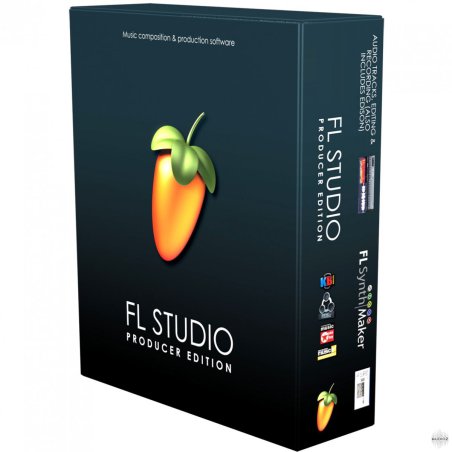 Music composition & production software
FL STUDIO
PRODUCER EDITION
FL STUDIO
PRODUCER EDITION
AUDIO TRACKS, EDITING &
RECORDING (ALSO
INCLUDES EDISON)
FL SynthMaker